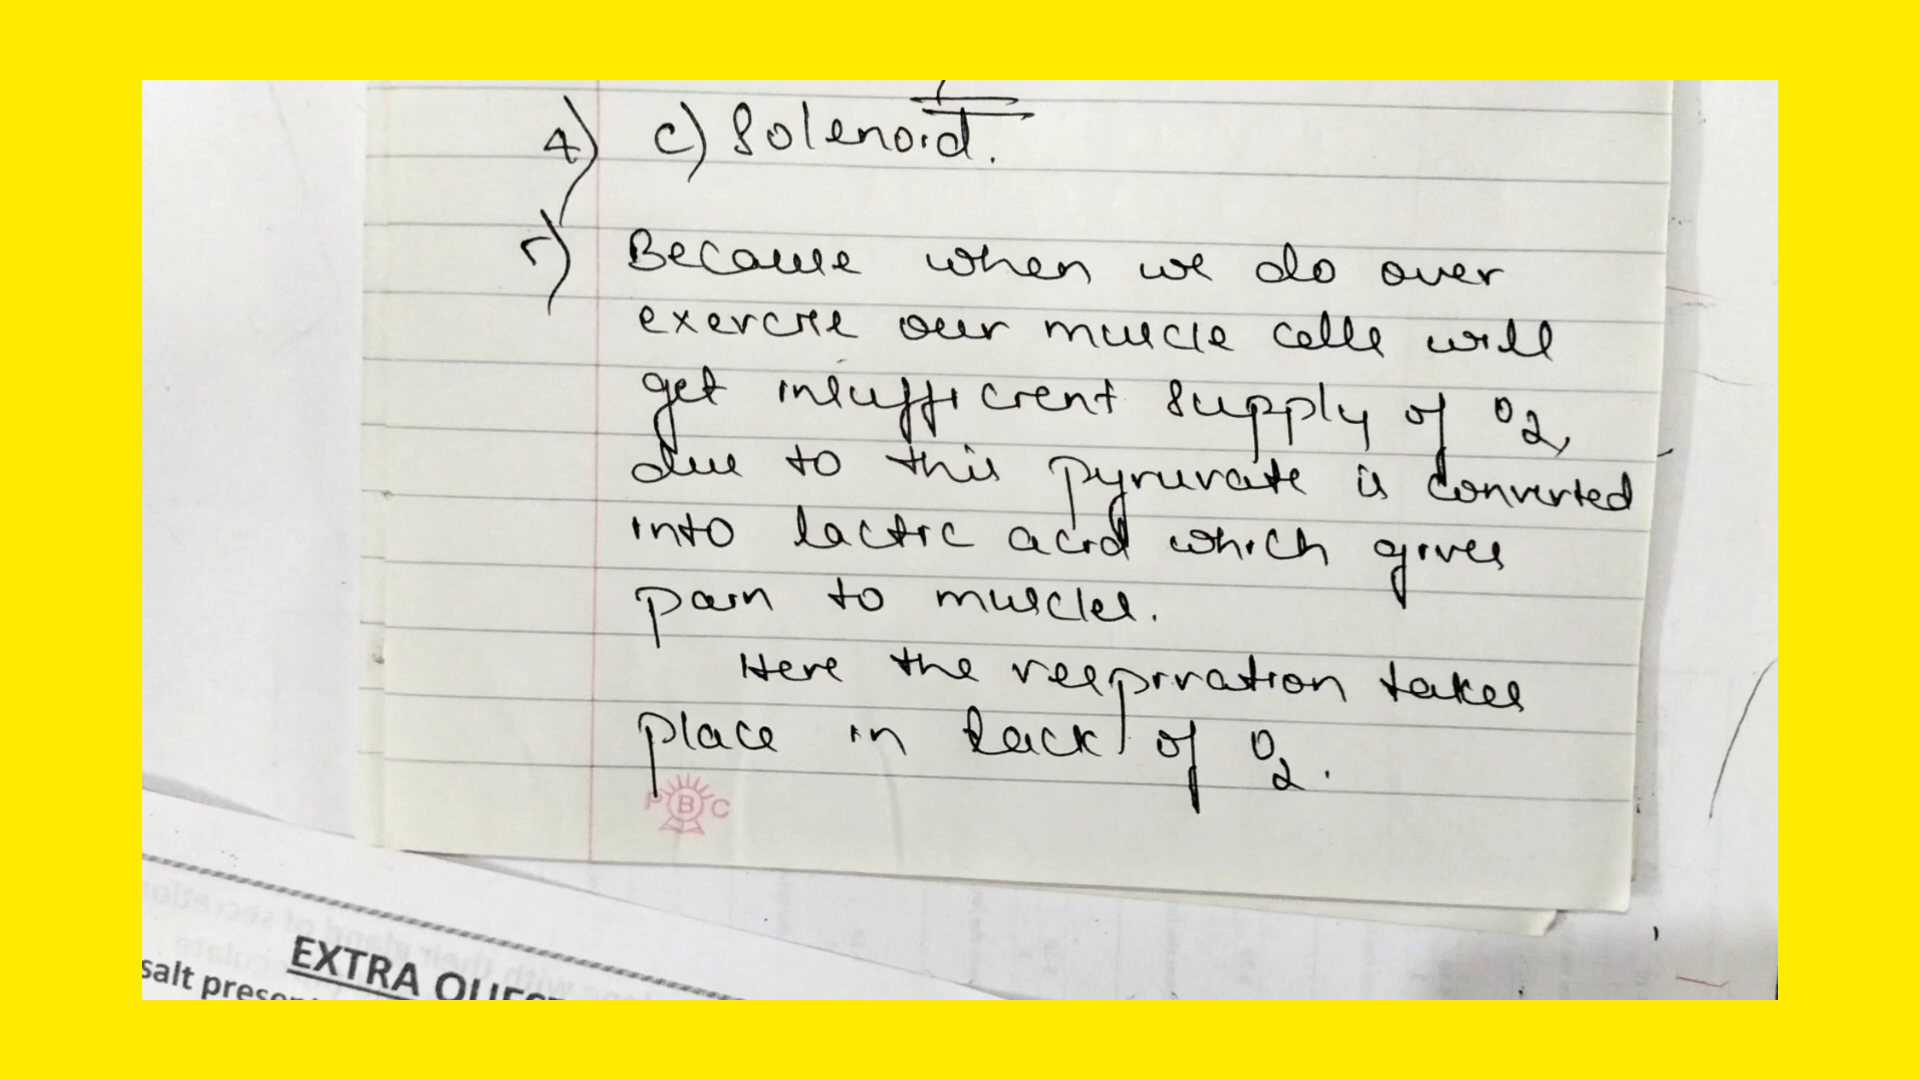 4) c) Solenoid.
5) Because when we do over
exercise our muscle cells will
get insufficient supply of O2,
due to this pyruvate is converted
into lactic acid which gives
pain to muscles.
Here the respiration takes
place in lack of O2.
PBC
EXTRA
salt